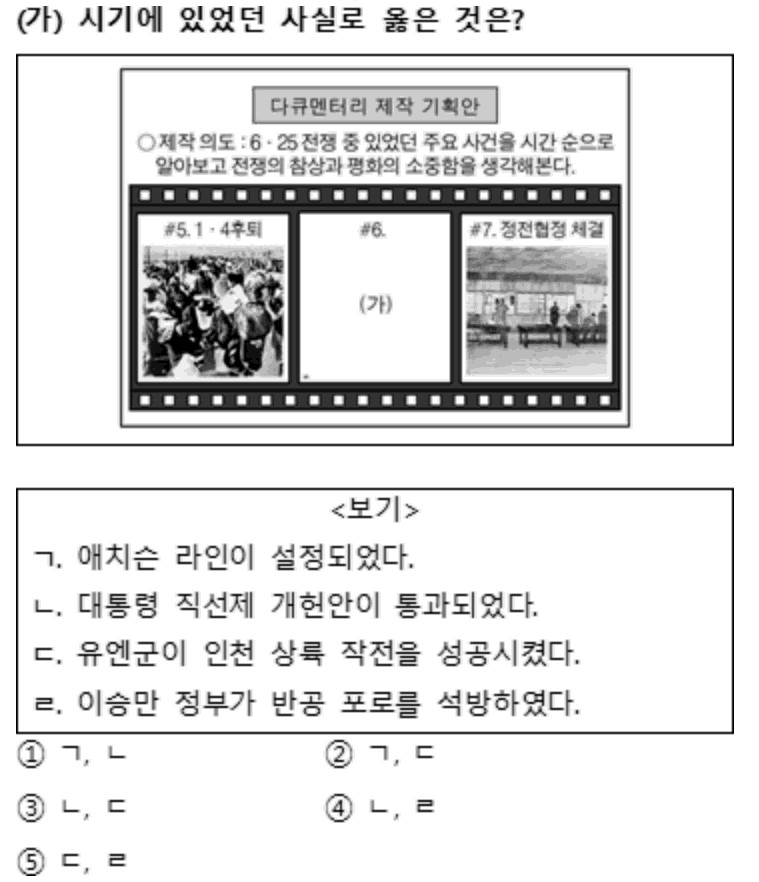 (가) 시기에 있었던 사실로 옳은 것은?
다큐멘터리 제작 기획안
○ 제작 의도 : 6 · 25 전쟁 중 있었던 주요 사건을 시간 순으로
알아보고 전쟁의 참상과 평화의 소중함을 생각해본다.
#5. 1 · 4후퇴
#6.
(가)
#7. 정전협정 체결
<보기>
ㄱ. 애치슨 라인이 설정되었다.
ㄴ. 대통령 직선제 개헌안이 통과되었다.
ㄷ. 유엔군이 인천 상륙 작전을 성공시켰다.
ㄹ. 이승만 정부가 반공 포로를 석방하였다.
① ㄱ, ㄴ ② ㄱ, ㄷ
③ ㄴ, ㄷ ④ ㄴ, ㄹ
⑤ ㄷ, ㄹ